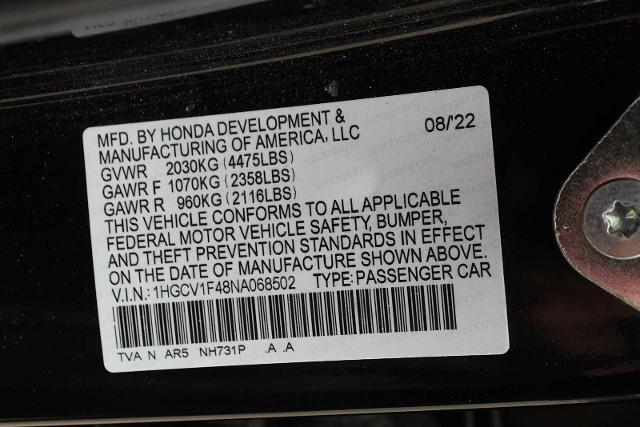 MFD. BY HONDA DEVELOPMENT &
MANUFACTURING OF AMERICA, LLC 08/'22
GVWR 2030KG (4475LBS)
GAWR F 1070KG (2358LBS)
GAWR R 960KG (2116LBS)
THIS VEHICLE CONFORMS TO ALL APPLICABLE
FEDERAL MOTOR VEHICLE SAFETY, BUMPER,
AND THEFT PREVENTION STANDARDS IN EFFECT
ON THE DATE OF MANUFACTURE SHOWN ABOVE.
V.I.N.: 1HGCV1F48NA068502 TYPE: PASSENGER CAR
TVA N AR5 NH731P .A .A